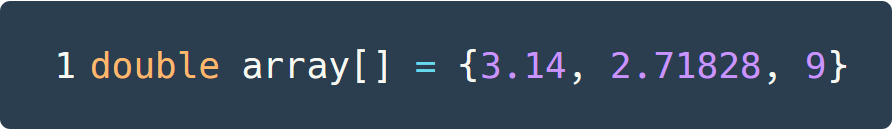 1 double array[] = {3.14, 2.71828, 9}